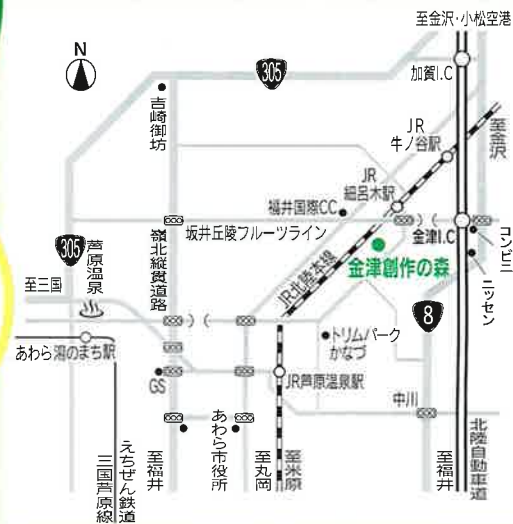 至金沢・小松空港
N
305
加賀I.C
吉崎御坊
JR
牛ノ谷駅
至金沢
JR
細呂木駅
福井国際CC
坂井丘陵フルーツライン
金津I.C
コンビニ
ニッセン
金津創作の森
JR北陸本線
嶺北縦貫道路
305
芦原温泉
至三国
8
トリムパーク
かなづ
あわら湯のまち駅
GS
JR芦原温泉駅
中川
えちぜん鉄道
三国芦原線
至福井
あわら市役所
至丸岡
至米原
至福井
北陸自動車道